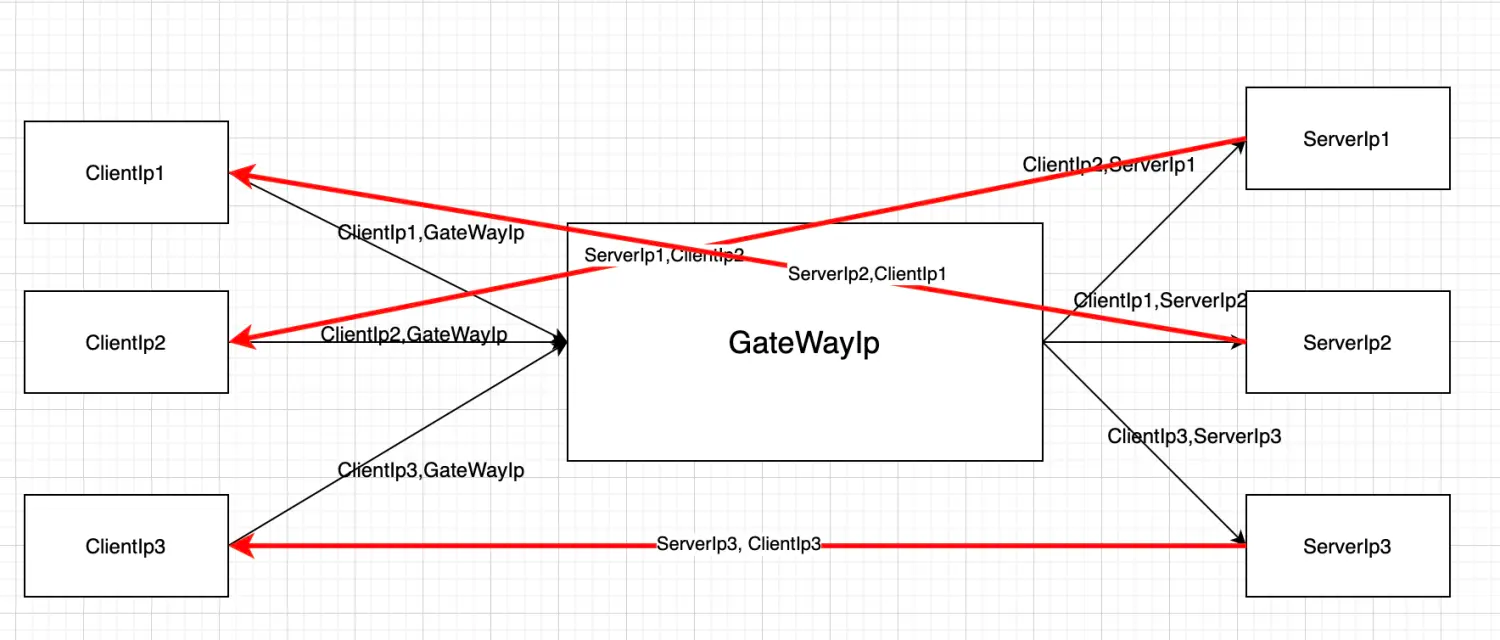 ServerIp1
ClientIp2,ServerIp1
ClientIp1
ClientIp1,GateWayIp
ServerIp1,ClientIp2
ServerIp2,ClientIp1
ClientIp1,ServerIp2
ClientIp2
ClientIp2,GateWayIp
GateWayIp
ServerIp2
ClientIp3,ServerIp3
ClientIp3,GateWayIp
ClientIp3
ServerIp3, ClientIp3
ServerIp3